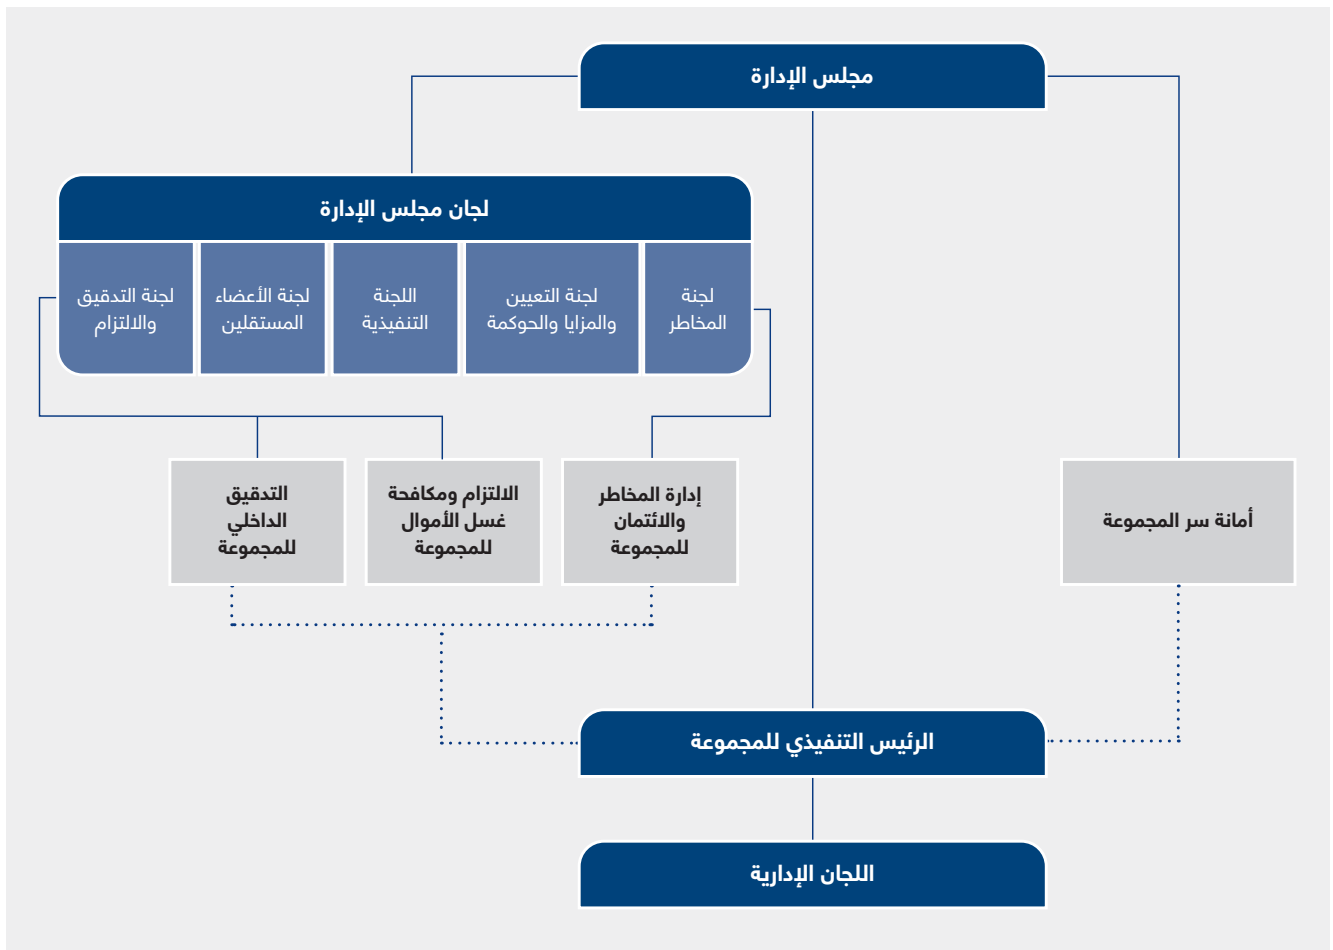 مجلس الإدارة
لجان مجلس الإدارة
لجنة
المخاطر
لجنة التعيين
والمزايا والحوكمة
اللجنة
التنفيذية
لجنة الأعضاء
المستقلين
لجنة التدقيق
والالتزام
أمانة سر المجموعة
إدارة المخاطر
والائتمان
للمجموعة
الالتزام ومكافحة
غسل الأموال
للمجموعة
التدقيق
الداخلي
للمجموعة
الرئيس التنفيذي للمجموعة
اللجان الإدارية